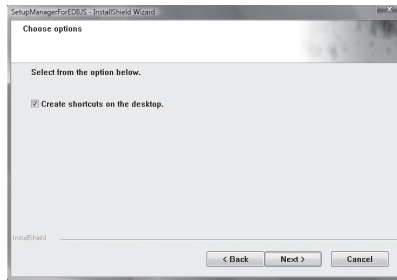 SetupManagerForEDIUS - InstallShield Wizard
Choose options
Select from the option below.
Create shortcuts on the desktop.
InstallShield
< Back Next > Cancel